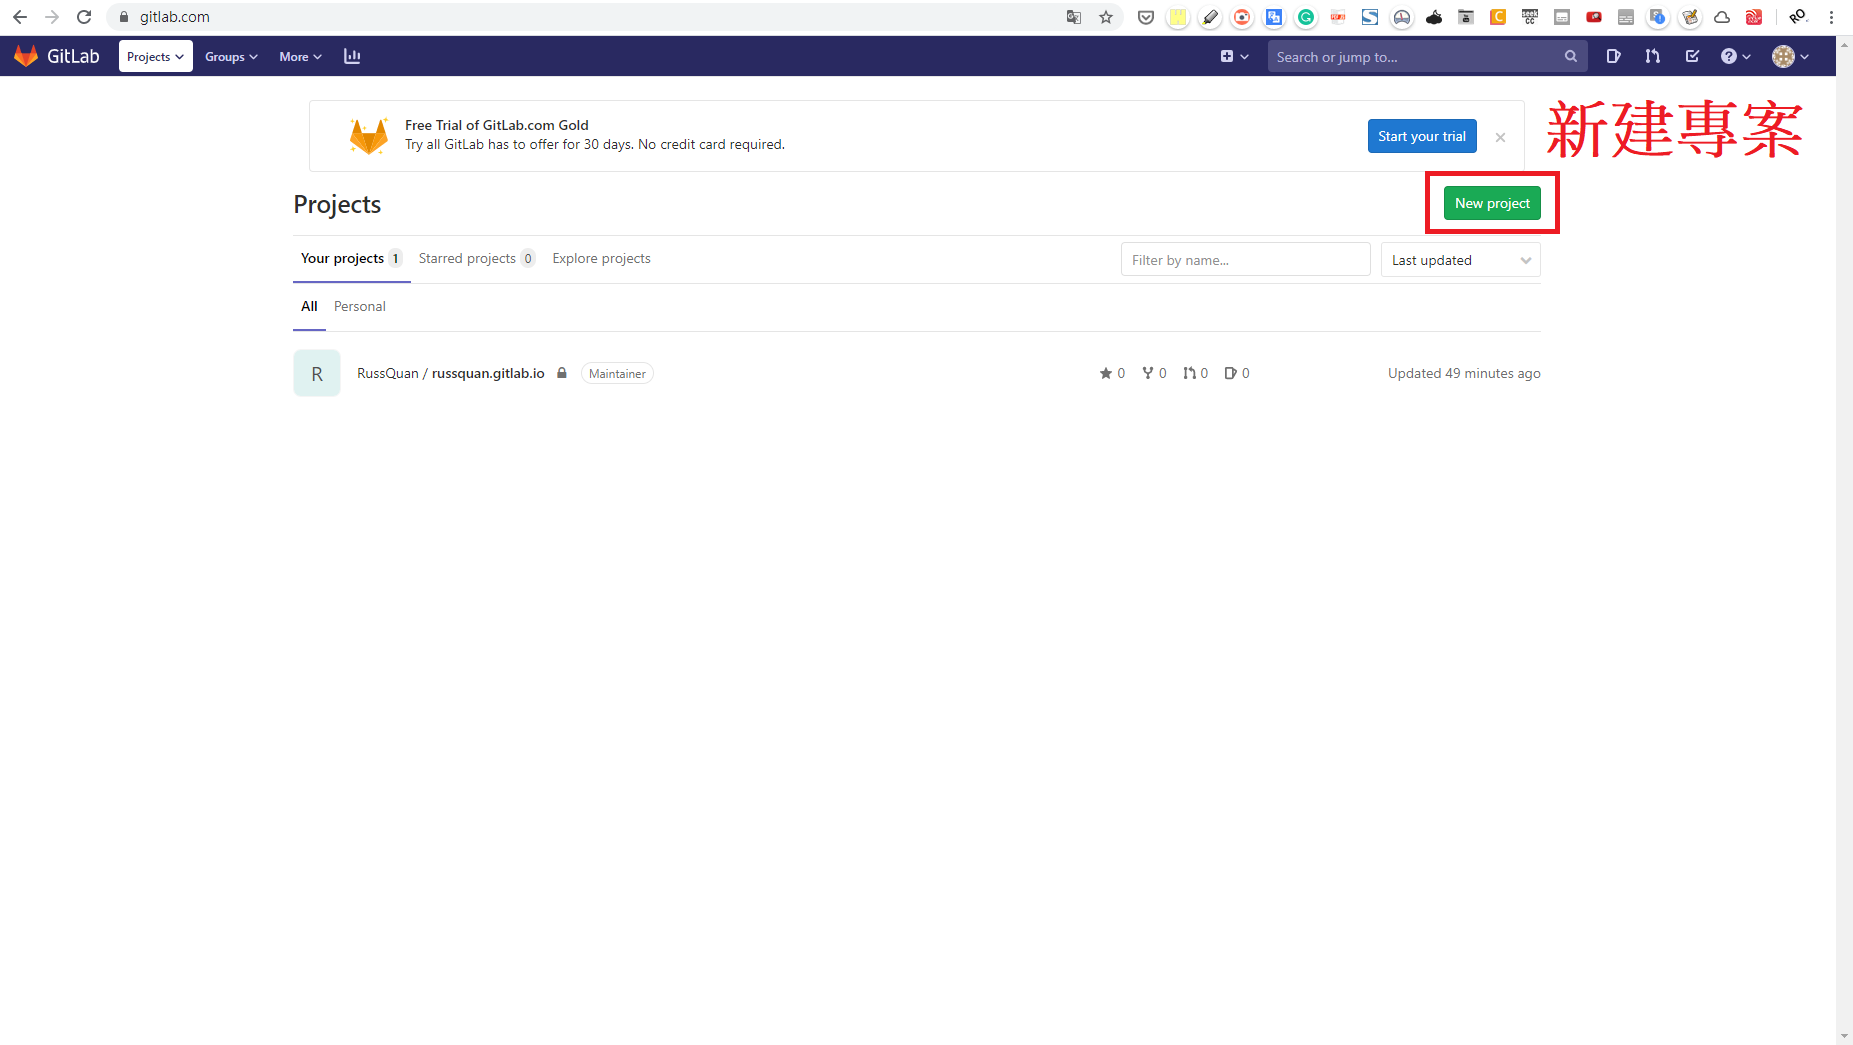 gitlab.com
GitLab Projects Groups More Search or jump to...
Free Trial of GitLab.com Gold
Try all GitLab has to offer for 30 days. No credit card required.
Start your trial
新建專案
Projects
New project
Your projects 1 Starred projects 0 Explore projects Filter by name... Last updated
All Personal
R RussQuan / russquan.gitlab.io Maintainer 0 0 0 0 Updated 49 minutes ago